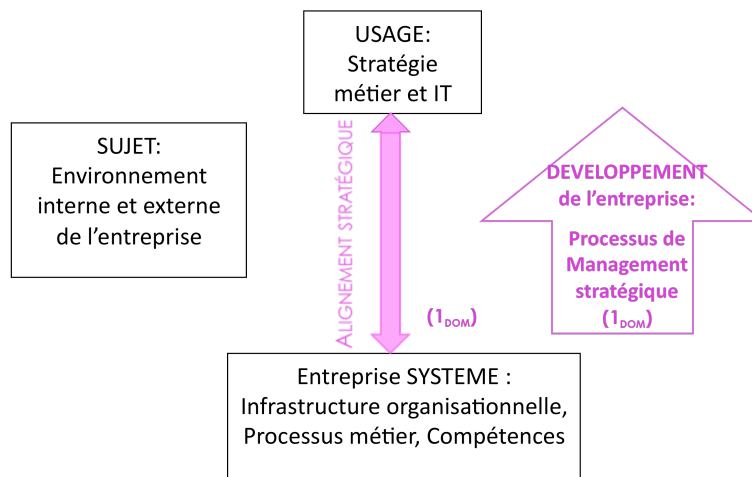 USAGE:
Stratégie
métier et IT
SUJET:
Environnement
interne et externe
de l’entreprise
ALIGNEMENT STRATÉGIQUE
(1DOM)
DEVELOPPEMENT
de l’entreprise:
Processus de
Management
stratégique
(1DOM)
Entreprise SYSTEME :
Infrastructure organisationnelle,
Processus métier, Compétences